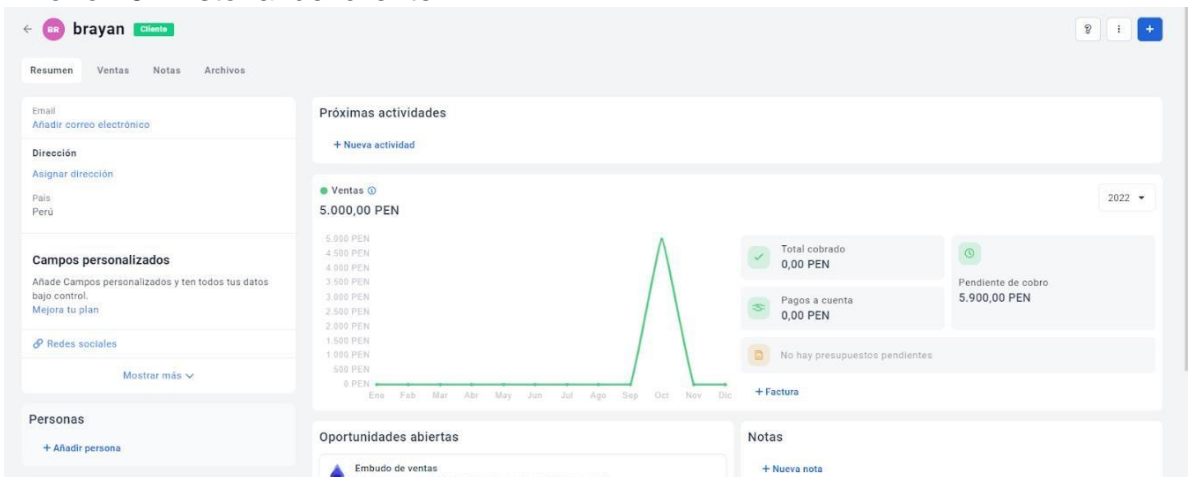 BR brayan Cliente
Resumen Ventas Notas Archivos
Email
Añadir correo electrónico
Dirección
Asignar dirección
País
Perú
Campos personalizados
Añade Campos personalizados y ten todos tus datos
bajo control.
Mejora tu plan
Redes sociales
Mostrar más
Personas
+ Añadir persona
Próximas actividades
+ Nueva actividad
Ventas
5.000,00 PEN
2022
5.000 PEN
4.500 PEN
4.000 PEN
3.500 PEN
3.000 PEN
2.500 PEN
2.000 PEN
1.500 PEN
1.000 PEN
500 PEN
0 PEN
Ene Feb Mar Abr May Jun Jul Ago Sep Oct Nov Dic
Total cobrado
0,00 PEN
Pagos a cuenta
0,00 PEN
Pendiente de cobro
5.900,00 PEN
No hay presupuestos pendientes
+ Factura
Oportunidades abiertas
Embudo de ventas
Notas
+ Nueva nota